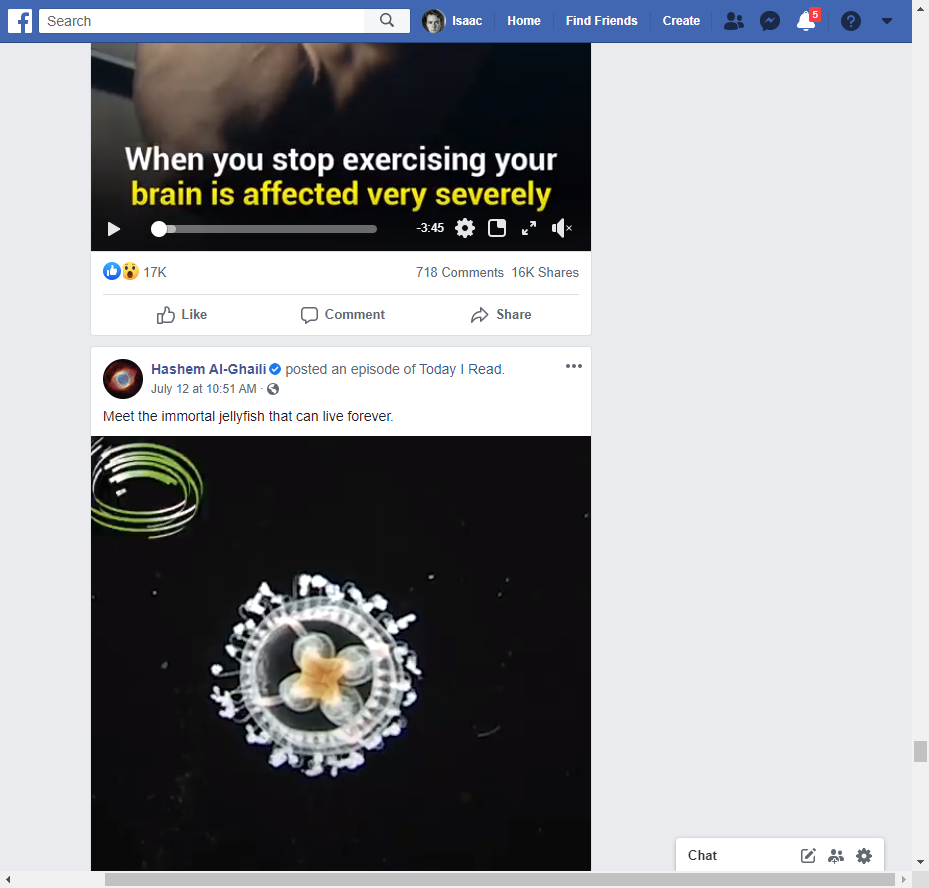 Search
Isaac
Home
Find Friends
Create
5
When you stop exercising your
brain is affected very severely
-3:45
17K
718 Comments 16K Shares
Like
Comment
Share
Hashem Al-Ghaili posted an episode of Today I Read.
July 12 at 10:51 AM ·
Meet the immortal jellyfish that can live forever.
Chat